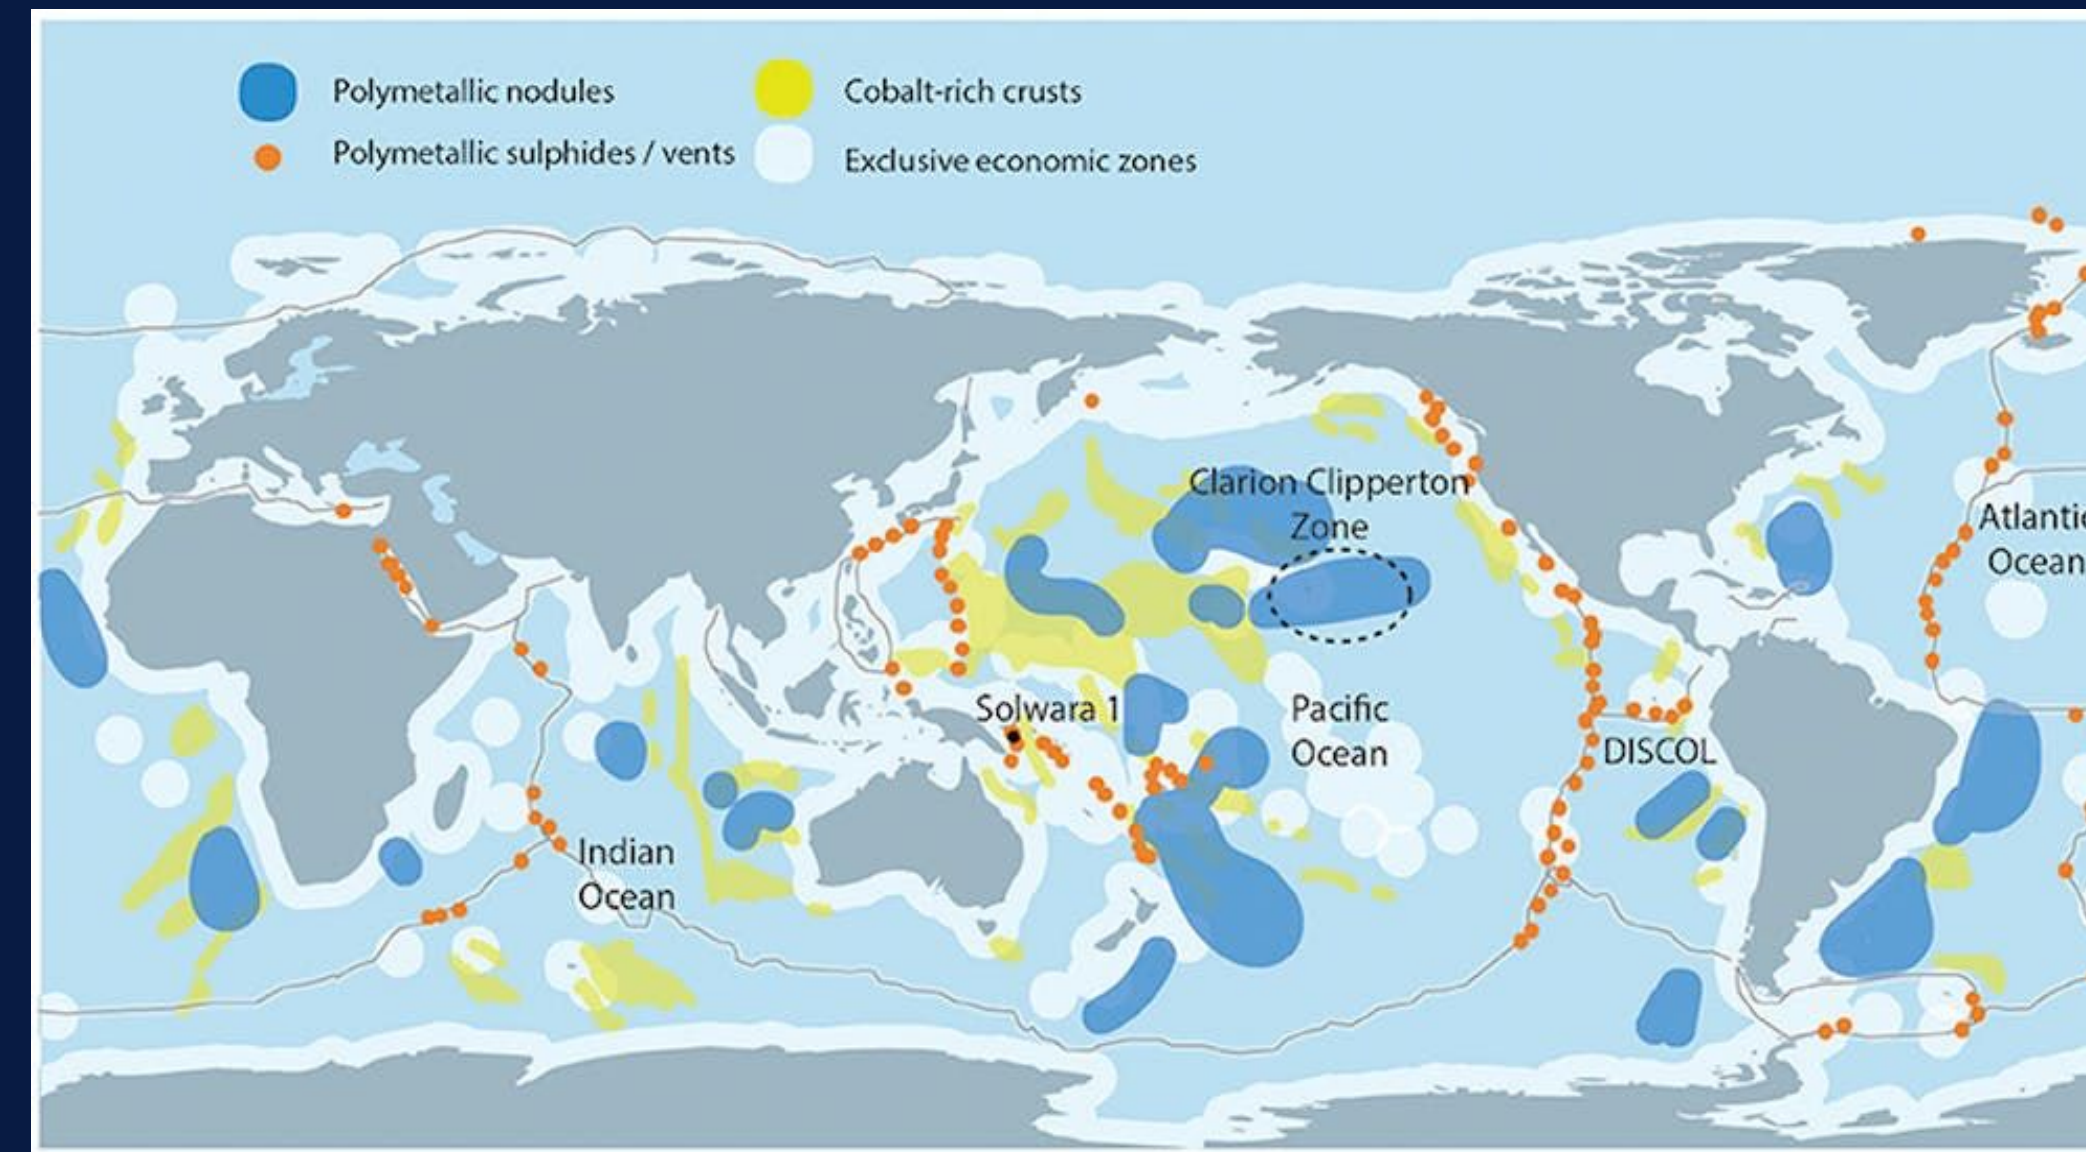 Polymetallic nodules
Cobalt-rich crusts
Polymetallic sulphides / vents
Exclusive economic zones
Clarion Clipperton
Zone
Atlantic
Ocean
Solwara 1
Pacific
Ocean
DISCOL
Indian
Ocean